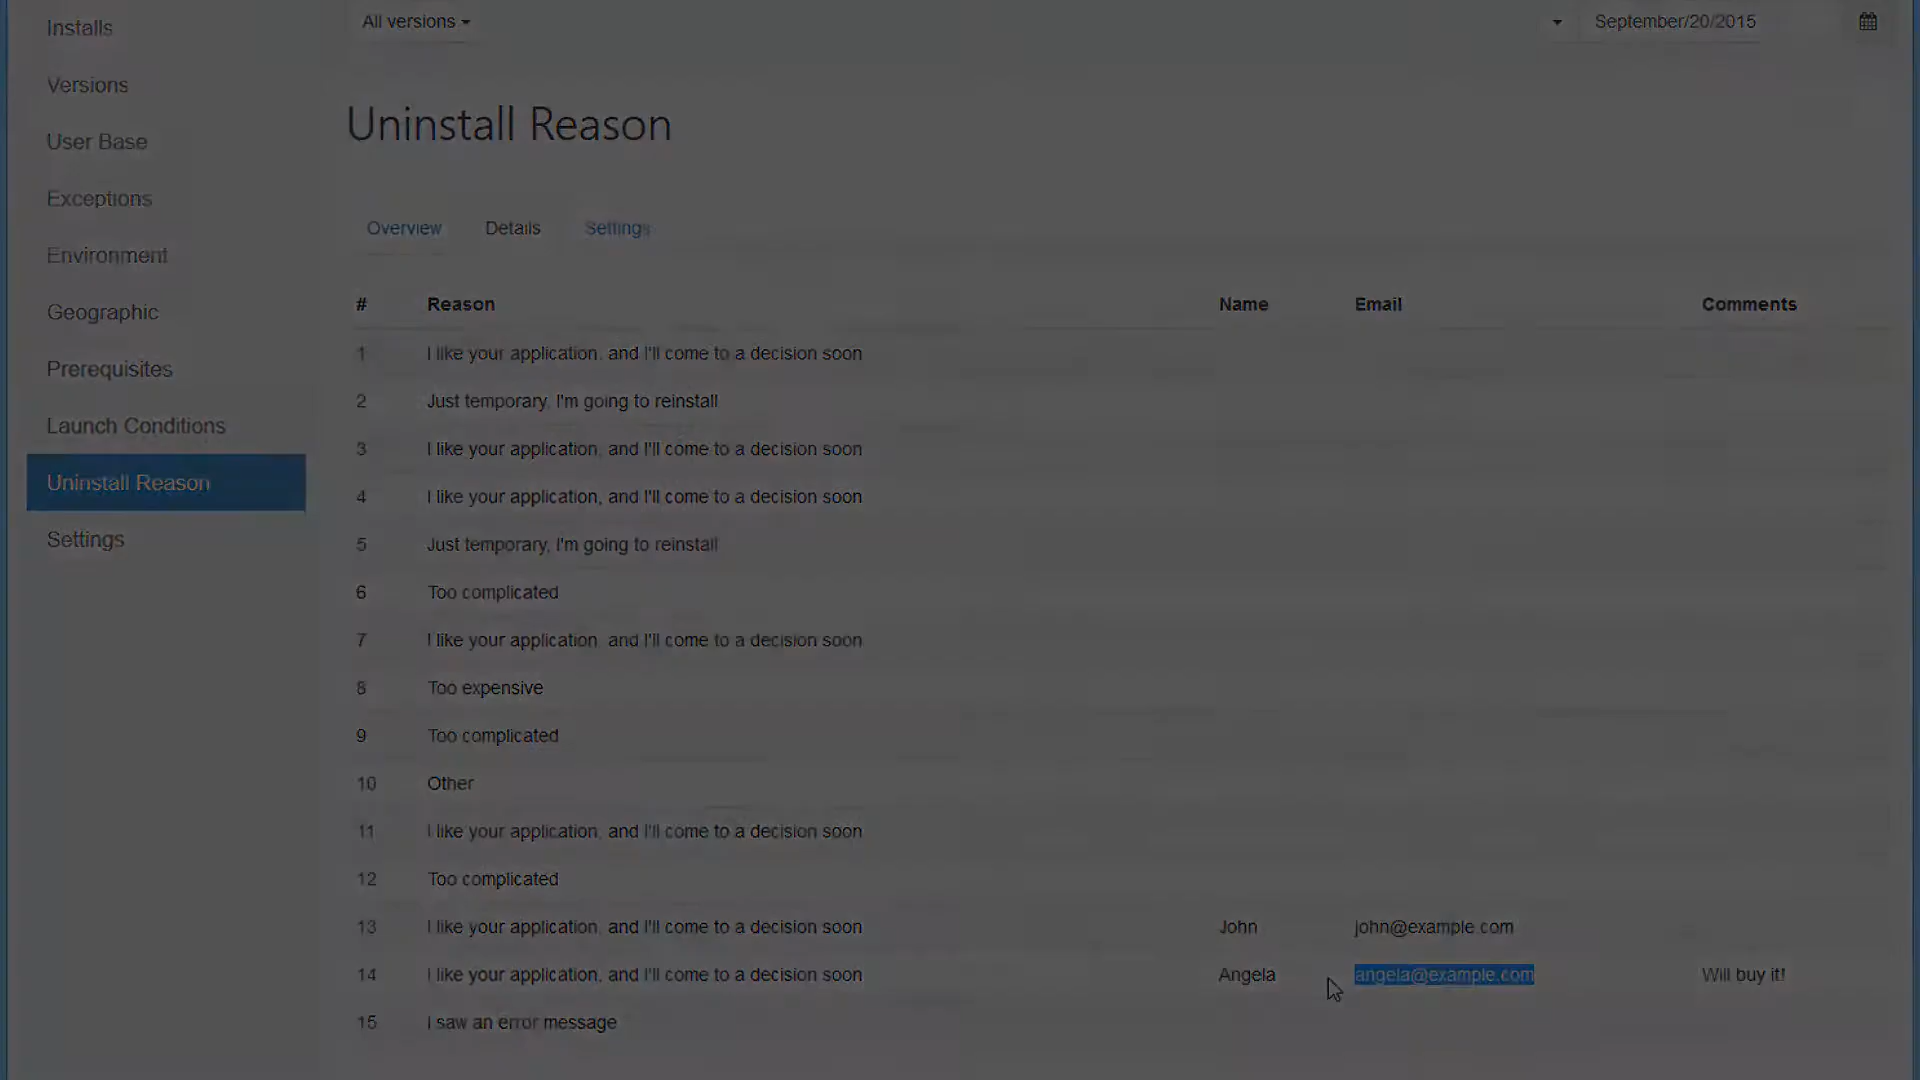 Installs
All versions
September/20/2015
Versions
Uninstall Reason
User Base
Exceptions
Overview Details Settings
Environment
# Reason Name Email Comments
Geographic
1 I like your application, and I'll come to a decision soon
Prerequisites
2 Just temporary, I'm going to reinstall
Launch Conditions
3 I like your application, and I'll come to a decision soon
Uninstall Reason
4 I like your application, and I'll come to a decision soon
Settings
5 Just temporary, I'm going to reinstall
6 Too complicated
7 I like your application, and I'll come to a decision soon
8 Too expensive
9 Too complicated
10 Other
11 I like your application, and I'll come to a decision soon
12 Too complicated
13 I like your application, and I'll come to a decision soon John john@example.com
14 I like your application, and I'll come to a decision soon Angela angela@example.com Will buy it!
15 I saw an error message